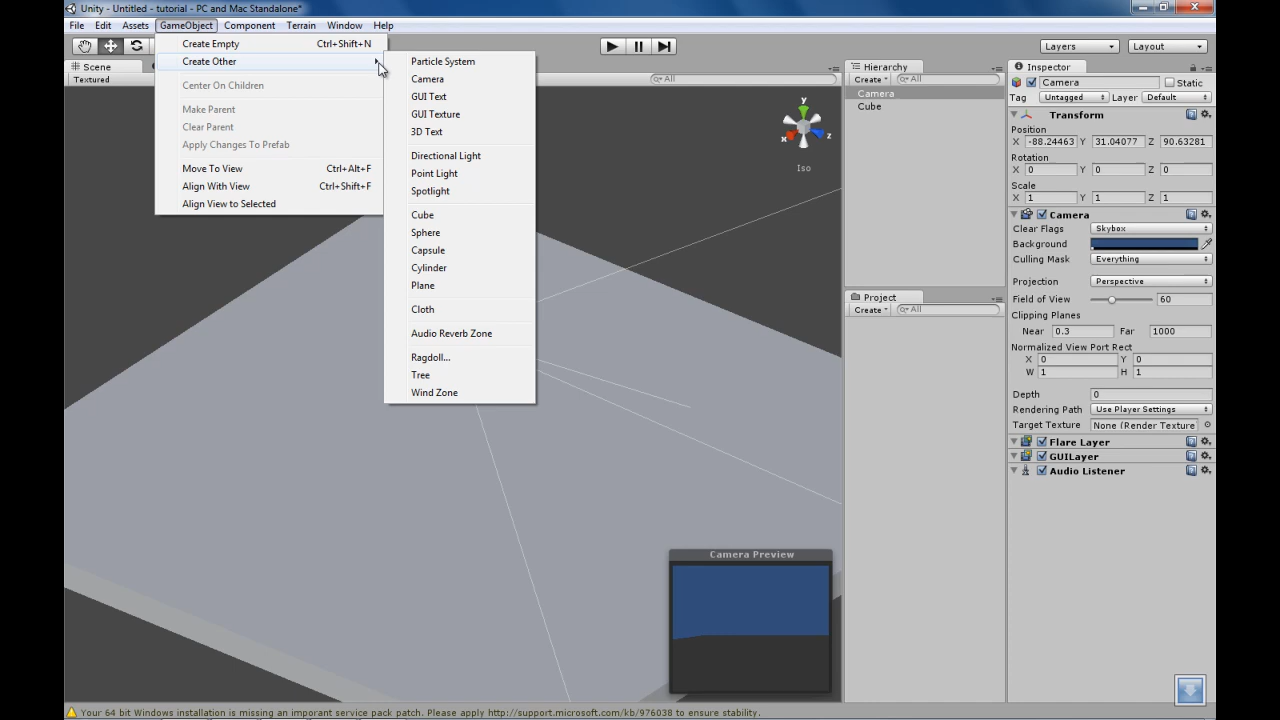 Unity - Untitled - tutorial - PC and Mac Standalone*
File Edit Assets GameObject Component Terrain Window Help
Create Empty Ctrl+Shift+N
Create Other
Center On Children
Make Parent
Clear Parent
Apply Changes To Prefab
Move To View Ctrl+Alt+F
Align With View Ctrl+Shift+F
Align View to Selected
Particle System
Camera
GUI Text
GUI Texture
3D Text
Directional Light
Point Light
Spotlight
Cube
Sphere
Capsule
Cylinder
Plane
Cloth
Audio Reverb Zone
Ragdoll...
Tree
Wind Zone
Layers
Layout
Scene
Textured
All
y
x
z
Iso
Camera Preview
Hierarchy
Create All
Camera
Cube
Project
Create All
Inspector
Camera Static
Tag Untagged Layer Default
Transform
Position
X -88.24463 Y 31.04077 Z 90.63281
Rotation
X 0 Y 0 Z 0
Scale
X 1 Y 1 Z 1
Camera
Clear Flags Skybox
Background
Culling Mask Everything
Projection Perspective
Field of View 60
Clipping Planes
Near 0.3 Far 1000
Normalized View Port Rect
X 0 Y 0
W 1 H 1
Depth 0
Rendering Path Use Player Settings
Target Texture None (Render Texture
Flare Layer
GUILayer
Audio Listener
Your 64 bit Windows installation is missing an imporant service pack patch. Please apply http://support.microsoft.com/kb/976038 to ensure stability.